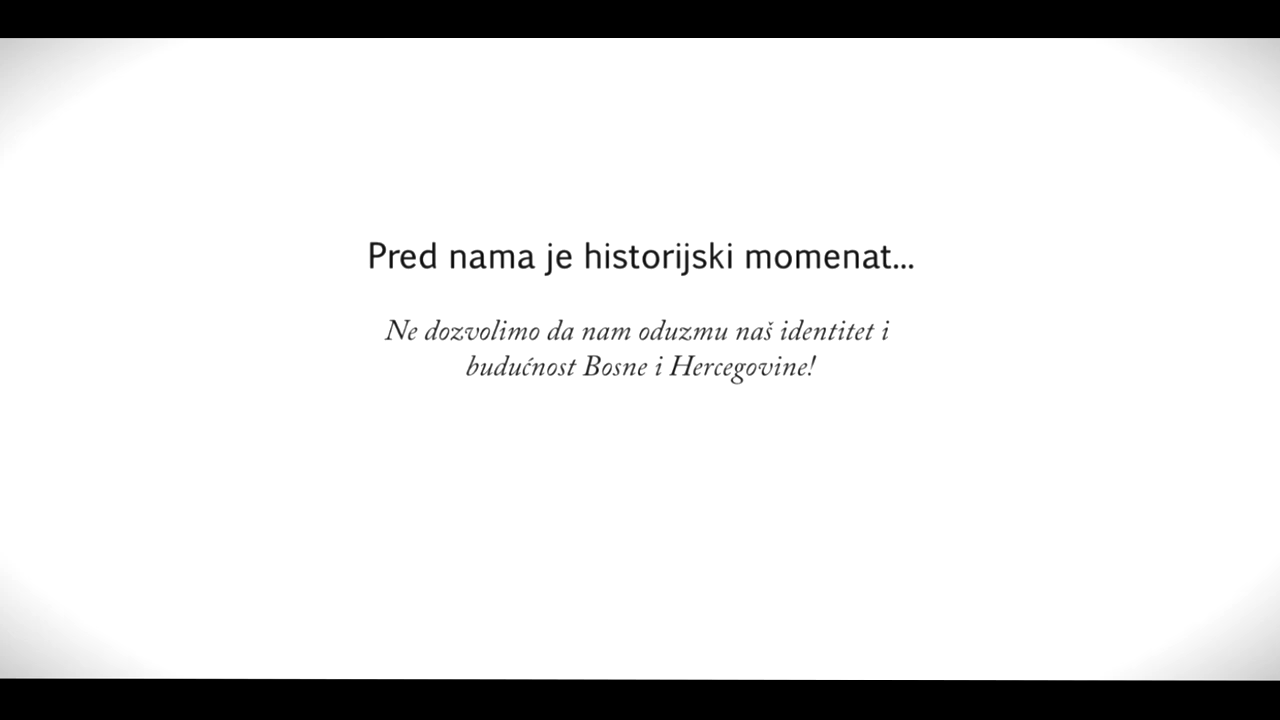 Pred nama je historijski momenat...
Ne dozvolimo da nam oduzmu naš identitet i
budućnost Bosne i Hercegovine!